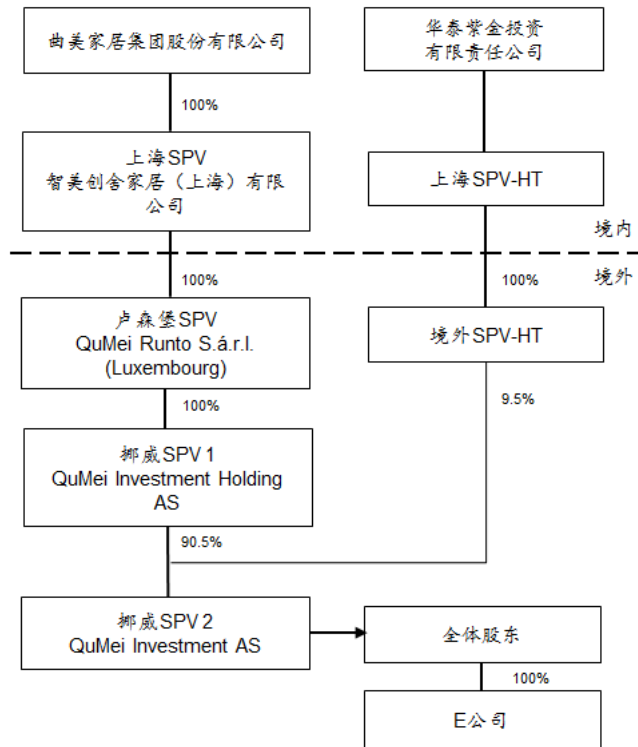 曲美家居集团股份有限公司
华泰紫金投资
有限责任公司
100%
上海SPV
智美创舍家居（上海）有限
公司
上海SPV-HT
境内
境外
100%
100%
卢森堡SPV
QuMei Runto S.á.r.l.
(Luxembourg)
境外SPV-HT
100%
9.5%
挪威SPV 1
QuMei Investment Holding
AS
90.5%
挪威SPV 2
QuMei Investment AS
全体股东
100%
E公司